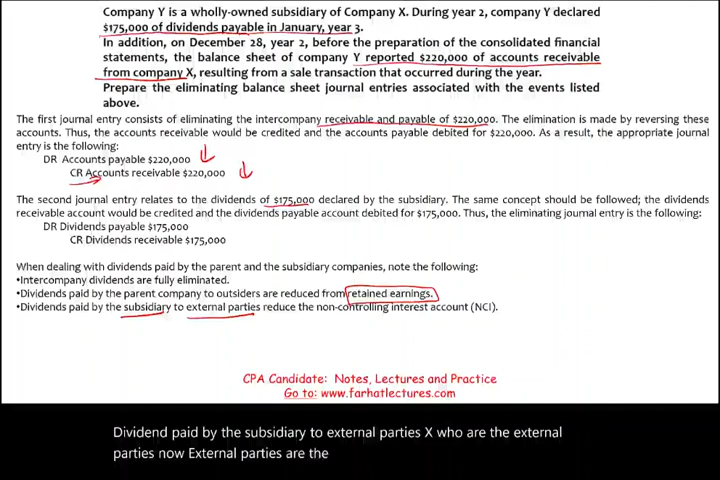 Company Y is a wholly-owned subsidiary of Company X. During year 2, company Y declared
$175,000 of dividends payable in January, year 3.
In addition, on December 28, year 2, before the preparation of the consolidated financial
statements, the balance sheet of company Y reported $220,000 of accounts receivable
from company X, resulting from a sale transaction that occurred during the year.
Prepare the eliminating balance sheet journal entries associated with the events listed
above.
The first journal entry consists of eliminating the intercompany receivable and payable of $220,000. The elimination is made by reversing these
accounts. Thus, the accounts receivable would be credited and the accounts payable debited for $220,000. As a result, the appropriate journal
entry is the following:
DR Accounts payable $220,000
CR Accounts receivable $220,000
The second journal entry relates to the dividends of $175,000 declared by the subsidiary. The same concept should be followed; the dividends
receivable account would be credited and the dividends payable account debited for $175,000. Thus, the eliminating journal entry is the following:
DR Dividends payable $175,000
CR Dividends receivable $175,000
When dealing with dividends paid by the parent and the subsidiary companies, note the following:
•Intercompany dividends are fully eliminated.
•Dividends paid by the parent company to outsiders are reduced from retained earnings.
•Dividends paid by the subsidiary to external parties reduce the non-controlling interest account (NCI).
CPA Candidate: Notes, Lectures and Practice
Go to: www.farhatlectures.com
Dividend paid by the subsidiary to external parties X who are the external
parties now External parties are the